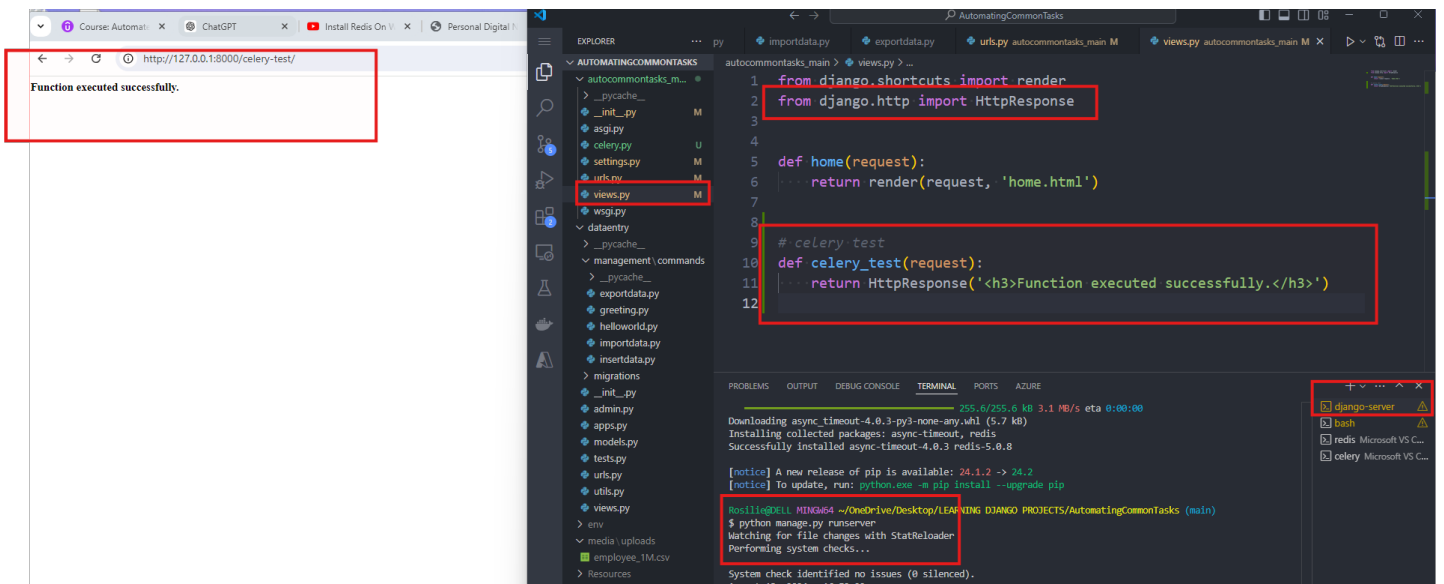 Course: Automat
ChatGPT
Install Redis On W
Personal Digital N
http://127.0.0.1:8000/celery-test/
Function executed successfully.
AutomatingCommonTasks
EXPLORER
AUTOMATINGCOMMONTASKS
autocommontasks_m...
__pycache__
__init__.py M
asgi.py
celery.py U
settings.py M
urls.py M
views.py M
wsgi.py
dataentry
__pycache__
management\commands
__pycache__
exportdata.py
greeting.py
helloworld.py
importdata.py
insertdata.py
migrations
__init__.py
admin.py
apps.py
models.py
tests.py
urls.py
utils.py
views.py
env
media\uploads
employee_1M.csv
Resources
5
2
py
importdata.py
exportdata.py
urls.py autocommontasks_main M
views.py autocommontasks_main M
autocommontasks_main > views.py > ...
1 from django.shortcuts import render
2 from django.http import HttpResponse
3
4
5 def home(request):
6 return render(request, 'home.html')
7
8
9 # celery test
10 def celery_test(request):
11 return HttpResponse('<h3>Function executed successfully.</h3>')
12
PROBLEMS OUTPUT DEBUG CONSOLE TERMINAL PORTS AZURE
255.6/255.6 kB 3.1 MB/s eta 0:00:00
Downloading async_timeout-4.0.3-py3-none-any.whl (5.7 kB)
Installing collected packages: async-timeout, redis
Successfully installed async-timeout-4.0.3 redis-5.0.8
[notice] A new release of pip is available: 24.1.2 -> 24.2
[notice] To update, run: python.exe -m pip install --upgrade pip
Rosilie@DELL MINGW64 ~/OneDrive/Desktop/LEARNING DJANGO PROJECTS/AutomatingCommonTasks (main)
$ python manage.py runserver
Watching for file changes with StatReloader
Performing system checks...
System check identified no issues (0 silenced).
django-server
bash
redis Microsoft VS C...
celery Microsoft VS C...